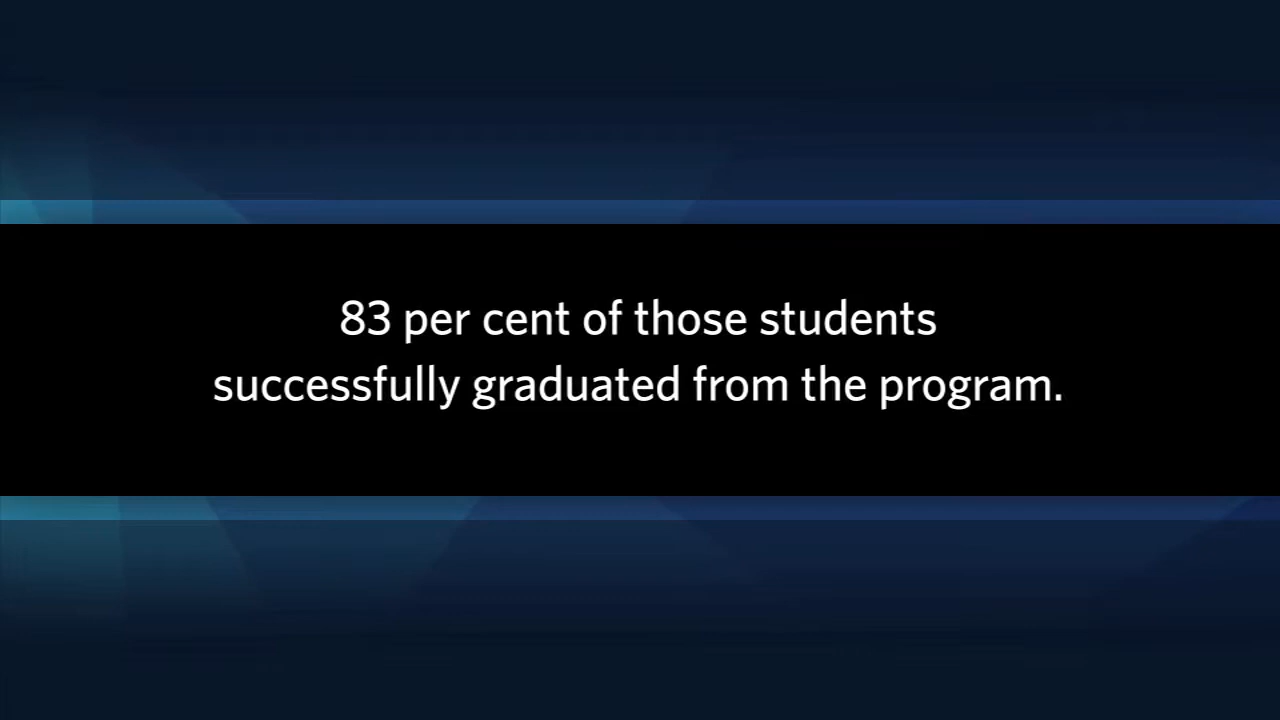 83 per cent of those students
successfully graduated from the program.